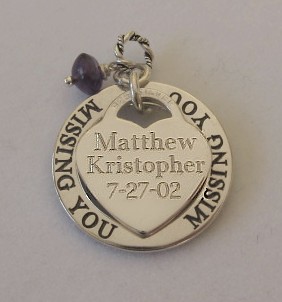 MISSING YOU
MISSING YOU
Matthew
Kristopher
7-27-02